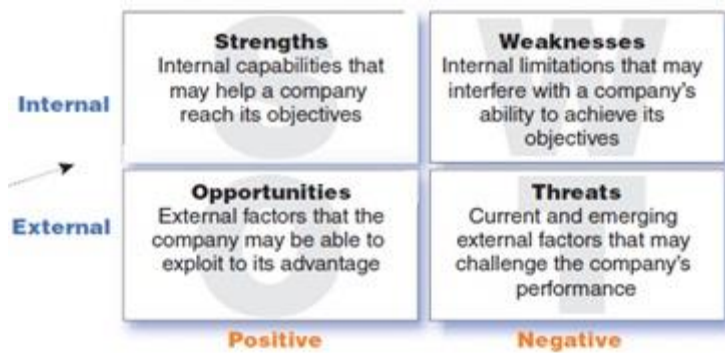 Internal
Strengths
Internal capabilities that
may help a company
reach its objectives
Weaknesses
Internal limitations that may
interfere with a company's
ability to achieve its
objectives
External
Opportunities
External factors that the
company may be able to
exploit to its advantage
Threats
Current and emerging
external factors that may
challenge the company's
performance
Positive
Negative
S
W
O
T